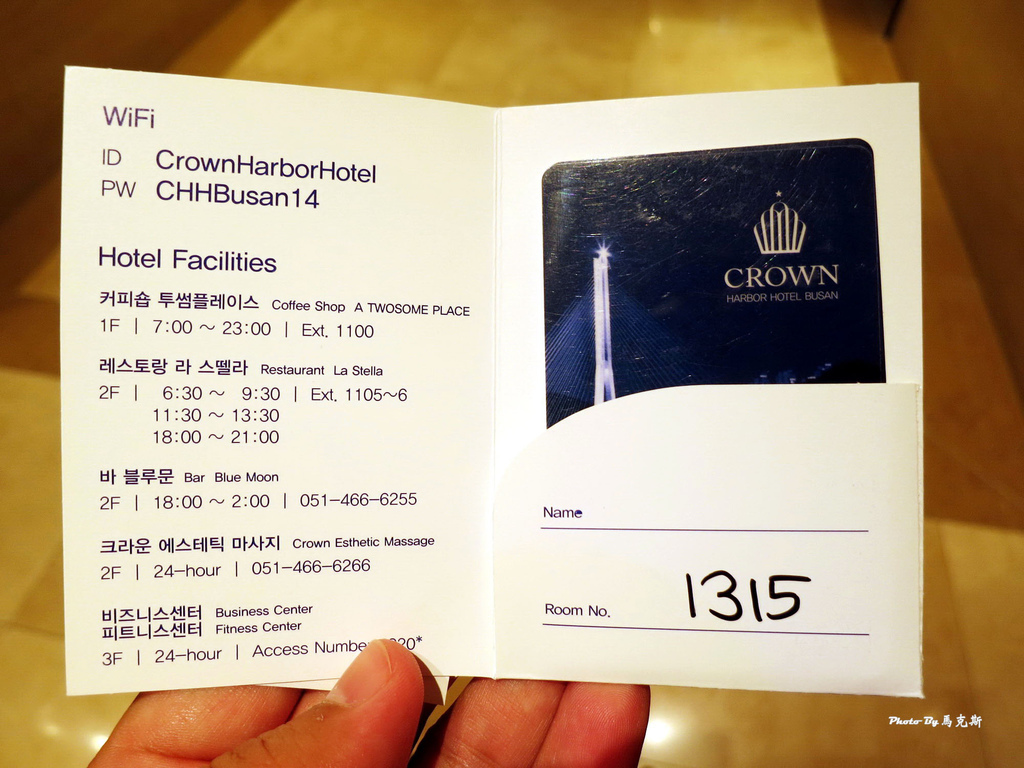 WiFi
ID CrownHarborHotel
PW CHHBusan14
Hotel Facilities
커피숍 투썸플레이스 Coffee Shop A TWOSOME PLACE
1F | 7:00 ~ 23:00 | Ext. 1100
레스토랑 라 스뗄라 Restaurant La Stella
2F | 6:30 ~ 9:30 | Ext. 1105~6
11:30 ~ 13:30
18:00 ~ 21:00
바 블루문 Bar Blue Moon
2F | 18:00 ~ 2:00 | 051-466-6255
크라운 에스테틱 마사지 Crown Esthetic Massage
2F | 24-hour | 051-466-6266
비즈니스센터 Business Center
피트니스센터 Fitness Center
3F | 24-hour | Access
CROWN
HARBOR HOTEL BUSAN
Name
Room No. 1315
Photo By 馬克斯